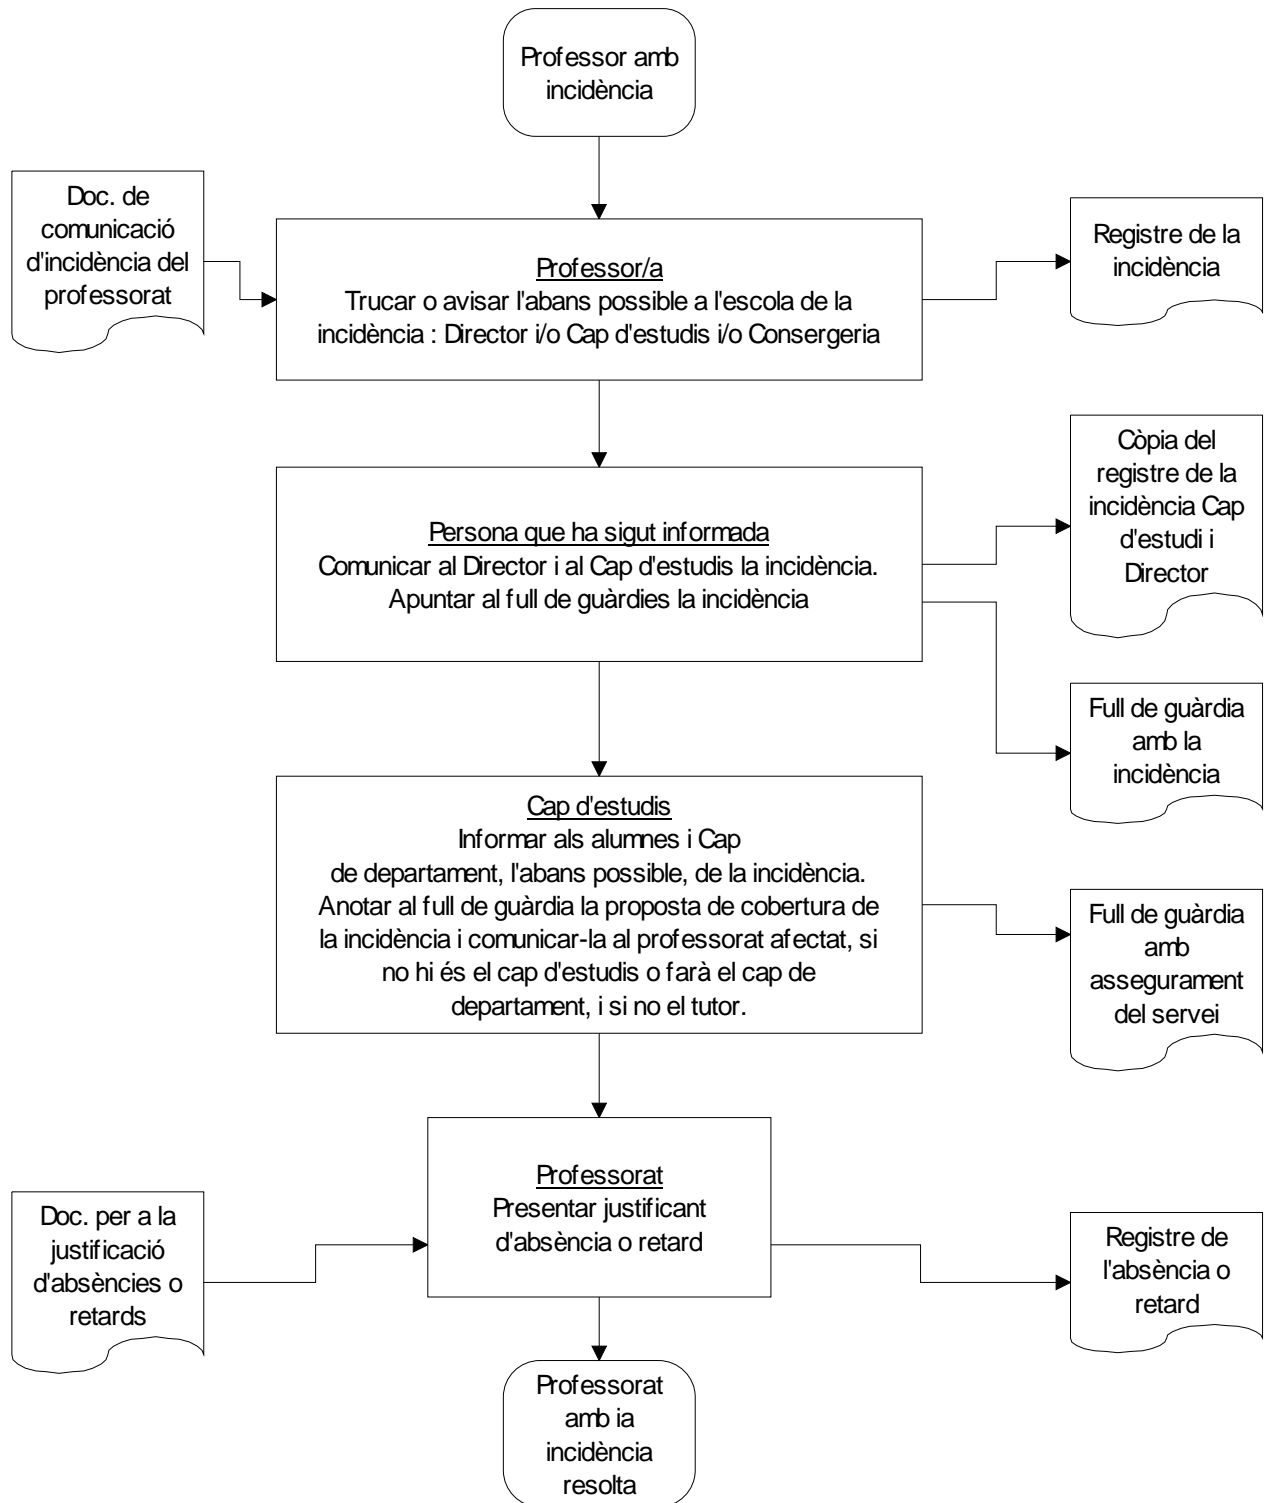 Professor amb
incidència
Doc. de
comunicació
d'incidència del
professorat
Professor/a
Trucar o avisar l'abans possible a l'escola de la
incidència : Director i/o Cap d'estudis i/o Consergeria
Registre de la
incidència
Persona que ha sigut informada
Comunicar al Director i al Cap d'estudis la incidència.
Apuntar al full de guàrdies la incidència
Còpia del
registre de la
incidència Cap
d'estudi i
Director
Full de guàrdia
amb la
incidència
Cap d'estudis
Informar als alumnes i Cap
de departament, l'abans possible, de la incidència.
Anotar al full de guàrdia la proposta de cobertura de
la incidència i comunicar-la al professorat afectat, si
no hi és el cap d'estudis o farà el cap de
departament, i si no el tutor.
Full de guàrdia
amb
assegurament
del servei
Professorat
Presentar justificant
d'absència o retard
Doc. per a la
justificació
d'absències o
retards
Registre de
l'absència o
retard
Professorat
amb ia
incidència
resolta